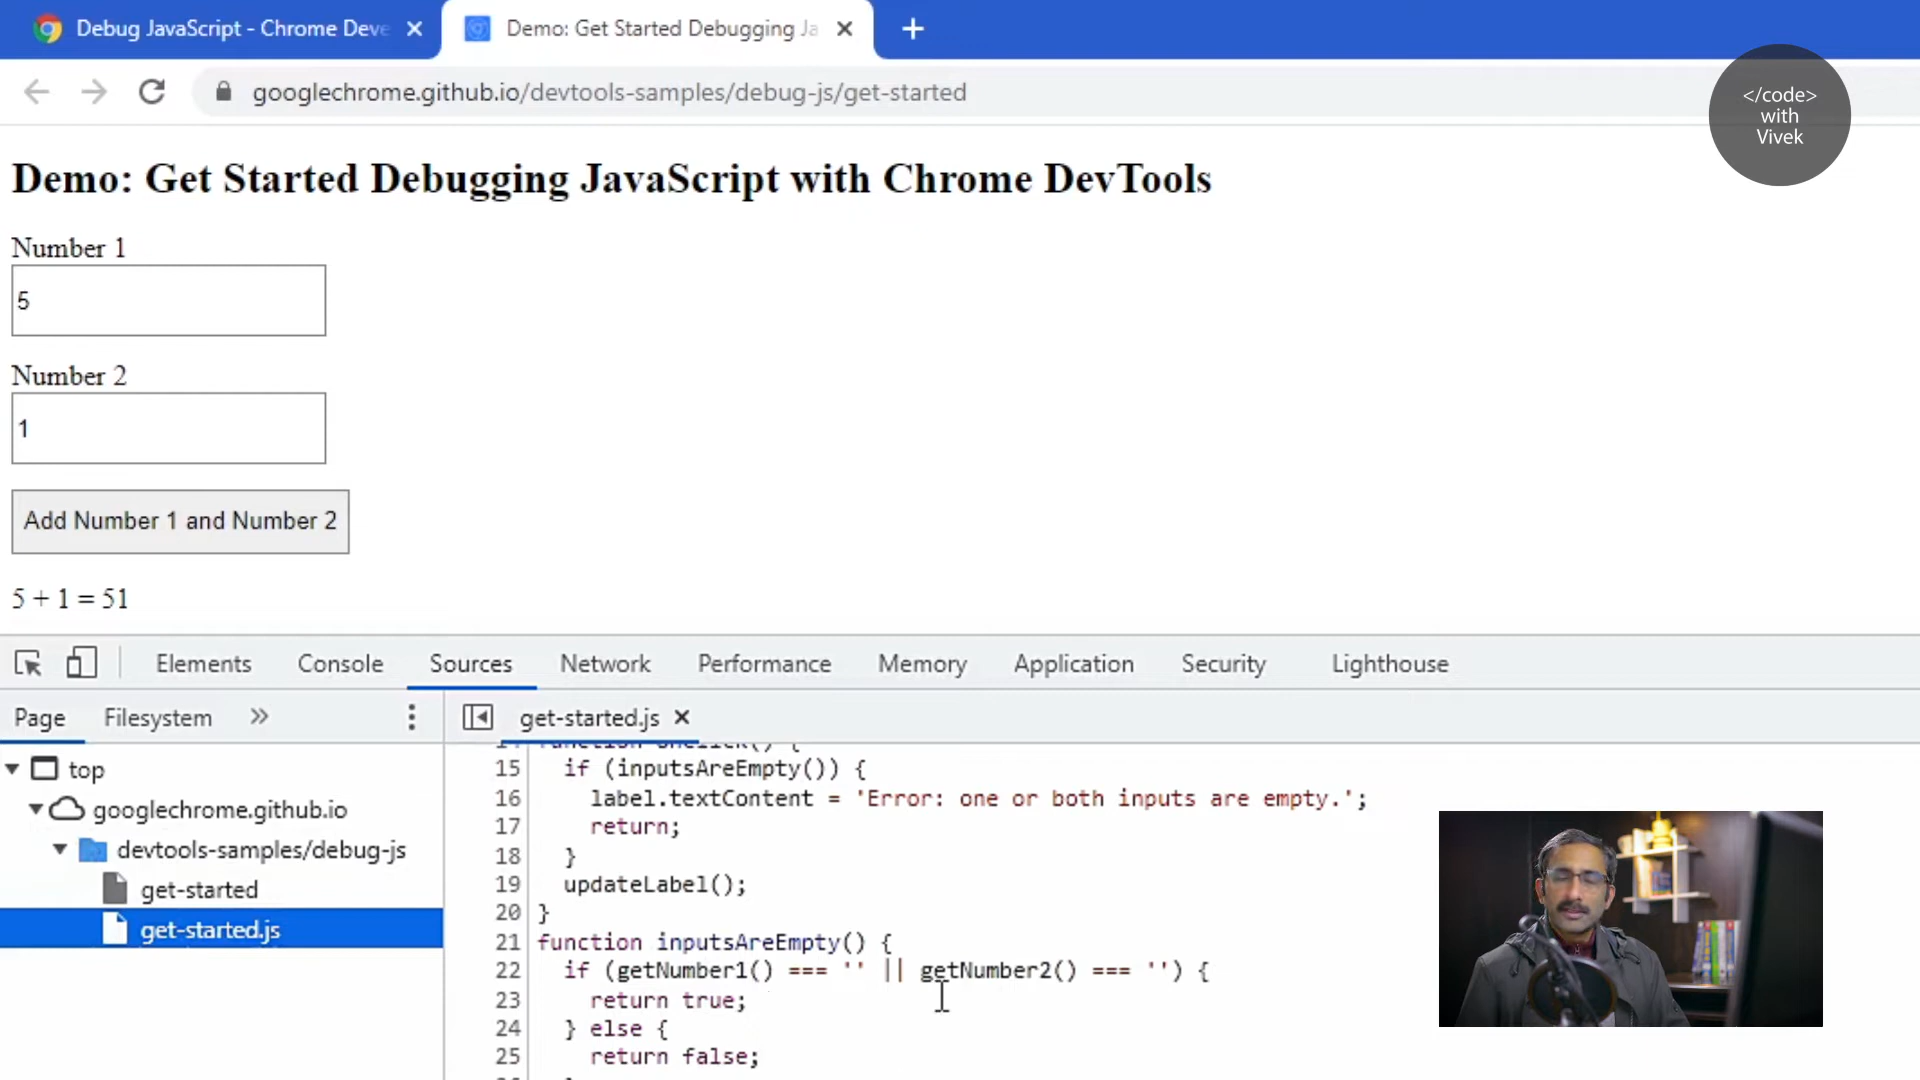 Debug JavaScript - Chrome Deve
Demo: Get Started Debugging Ja
googlechrome.github.io/devtools-samples/debug-js/get-started
</code>
with
Vivek
Demo: Get Started Debugging JavaScript with Chrome DevTools
Number 1
5
Number 2
1
Add Number 1 and Number 2
5 + 1 = 51
Elements Console Sources Network Performance Memory Application Security Lighthouse
Page Filesystem »
get-started.js
top
googlechrome.github.io
devtools-samples/debug-js
get-started
get-started.js
14 function onClick() {
15 if (inputsAreEmpty()) {
16 label.textContent = 'Error: one or both inputs are empty.';
17 return;
18 }
19 updateLabel();
20 }
21 function inputsAreEmpty() {
22 if (getNumber1() === '' || getNumber2() === '') {
23 return true;
24 } else {
25 return false;